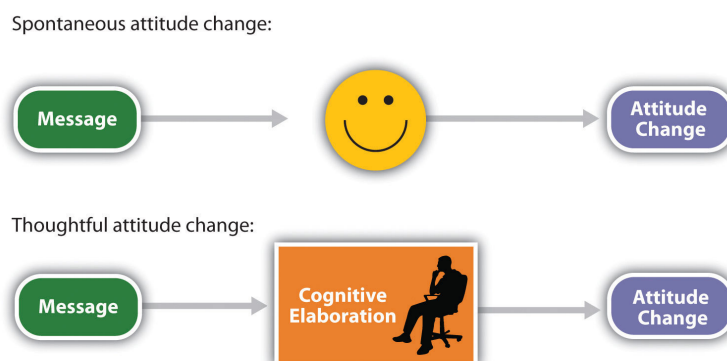 Spontaneous attitude change:
Message
Attitude
Change
Thoughtful attitude change:
Message
Cognitive
Elaboration
Attitude
Change